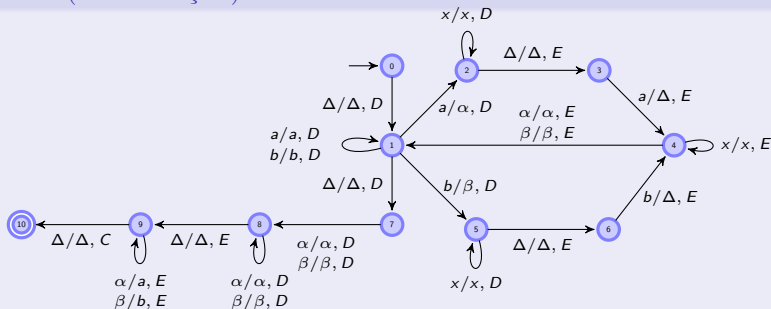 x/x, D
Δ/Δ, E
0
2
3
Δ/Δ, D
a/α, D
a/Δ, E
α/α, E
β/β, E
a/a, D
b/b, D
1
4
x/x, E
Δ/Δ, D
b/β, D
b/Δ, E
10
9
8
7
5
6
Δ/Δ, C
Δ/Δ, E
α/α, D
β/β, D
Δ/Δ, E
α/a, E
β/b, E
α/α, D
β/β, D
x/x, D